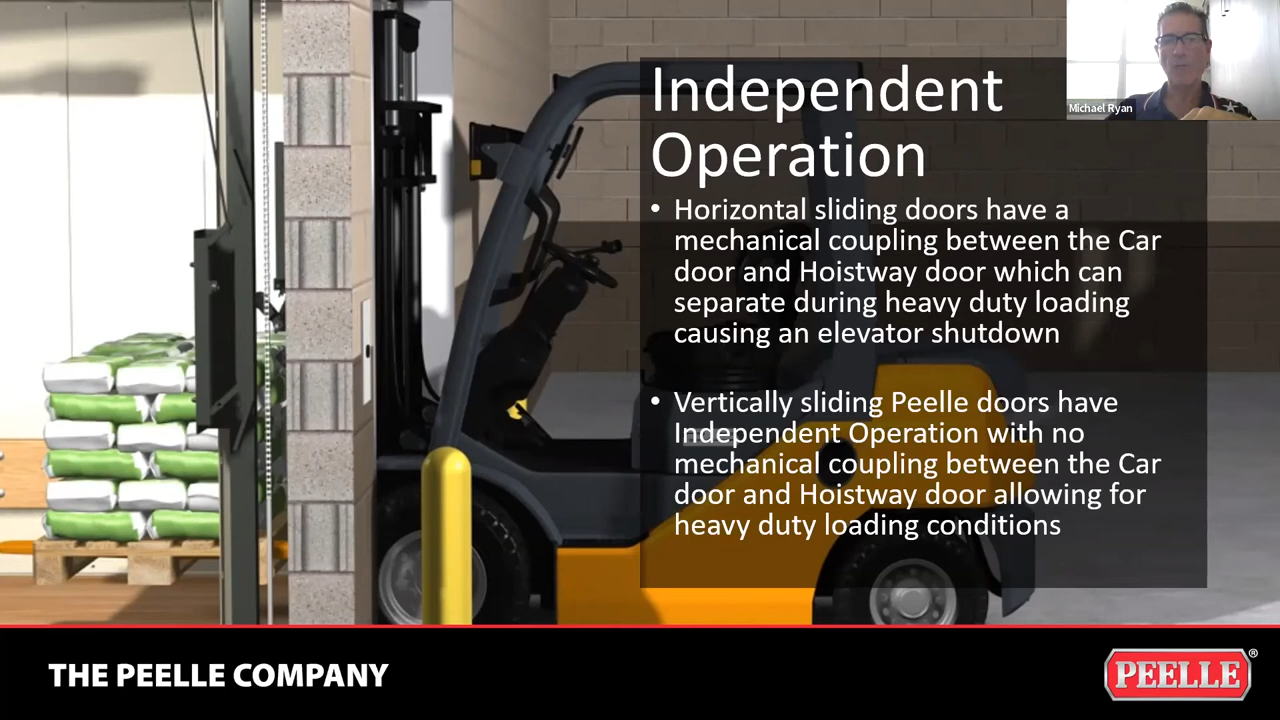 Independent
Operation
Michael Ryan
• Horizontal sliding doors have a
mechanical coupling between the Car
door and Hoistway door which can
separate during heavy duty loading
causing an elevator shutdown
• Vertically sliding Peelle doors have
Independent Operation with no
mechanical coupling between the Car
door and Hoistway door allowing for
heavy duty loading conditions
THE PEELLE COMPANY
PEELLE®